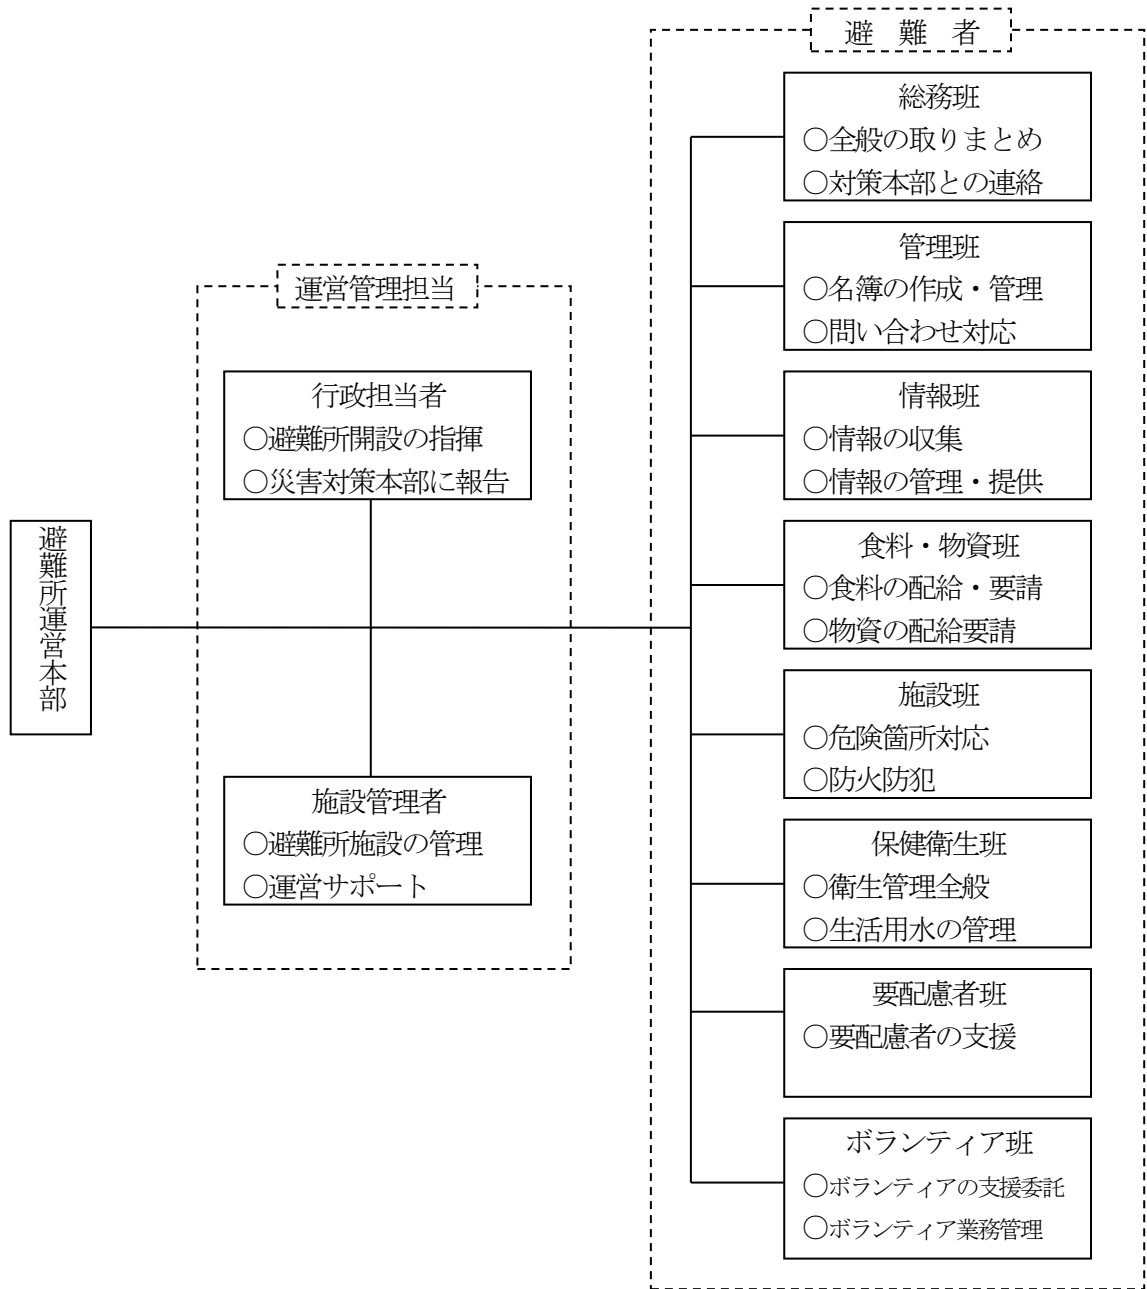 避難所運営本部
運営管理担当
行政担当者
○避難所開設の指揮
○災害対策本部に報告
施設管理者
○避難所施設の管理
○運営サポート
避　難　者
総務班
○全般の取りまとめ
○対策本部との連絡
管理班
○名簿の作成・管理
○問い合わせ対応
情報班
○情報の収集
○情報の管理・提供
食料・物資班
○食料の配給・要請
○物資の配給要請
施設班
○危険箇所対応
○防火防犯
保健衛生班
○衛生管理全般
○生活用水の管理
要配慮者班
○要配慮者の支援
ボランティア班
○ボランティアの支援委託
○ボランティア業務管理